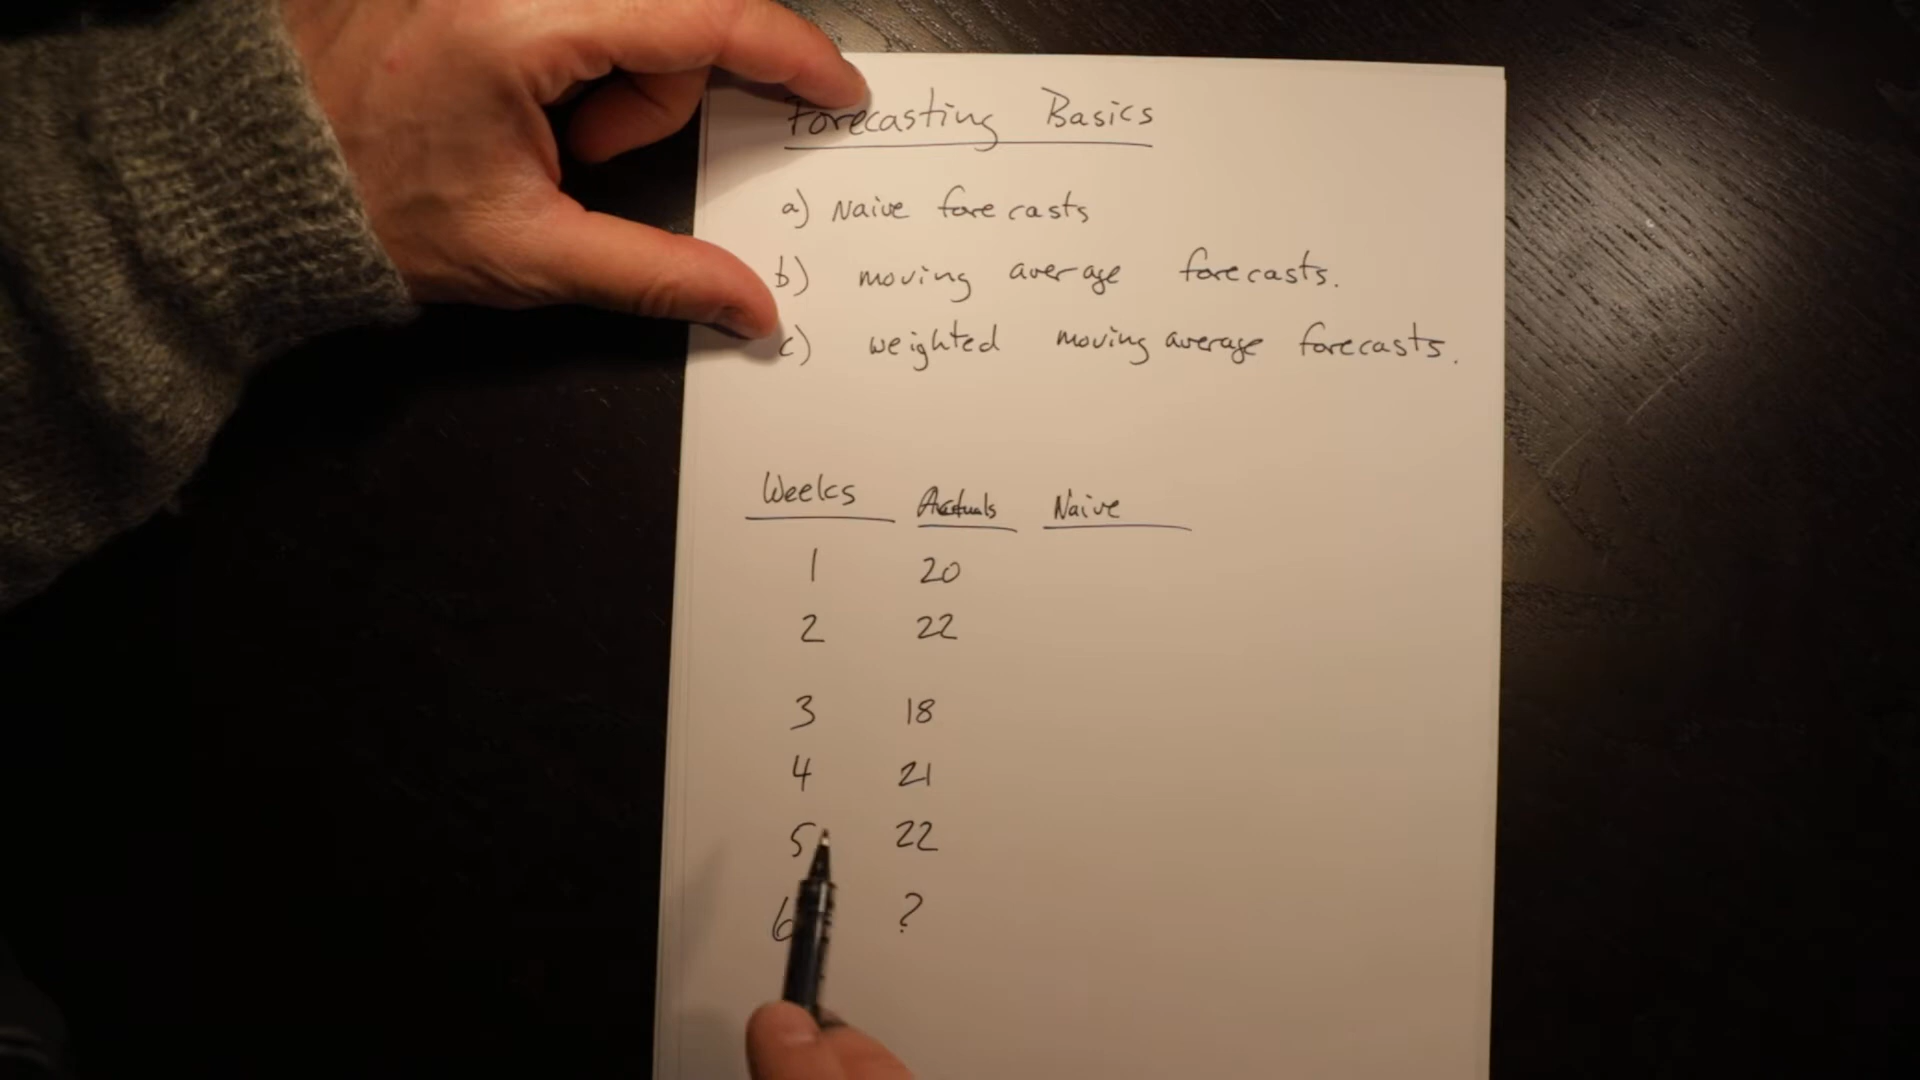 Forecasting Basics
a) Naive forecasts
b) moving average forecasts.
c) weighted moving average forecasts.
Weeks Actuals Naive
1 20
2 22
3 18
4 21
5 22
6 ?